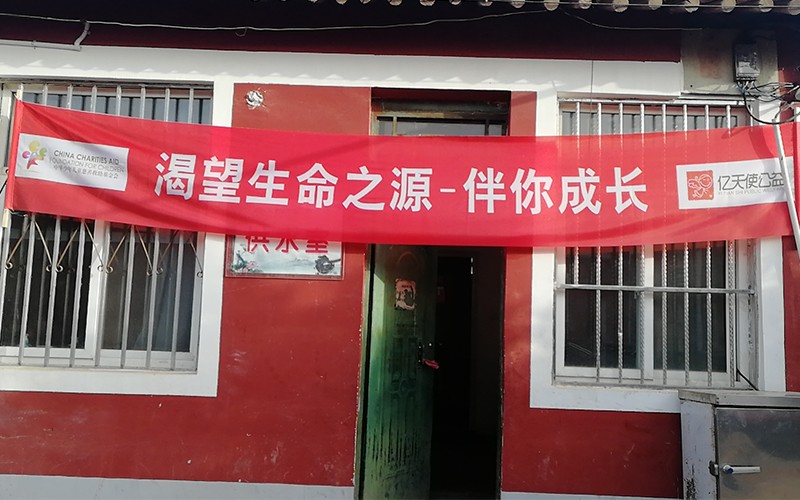 CHINA CHARITIES AID
FOUNDATION FOR CHILDREN
中华少年儿童慈善救助基金会
渴望生命之源-伴你成长
亿天使公益
供水室